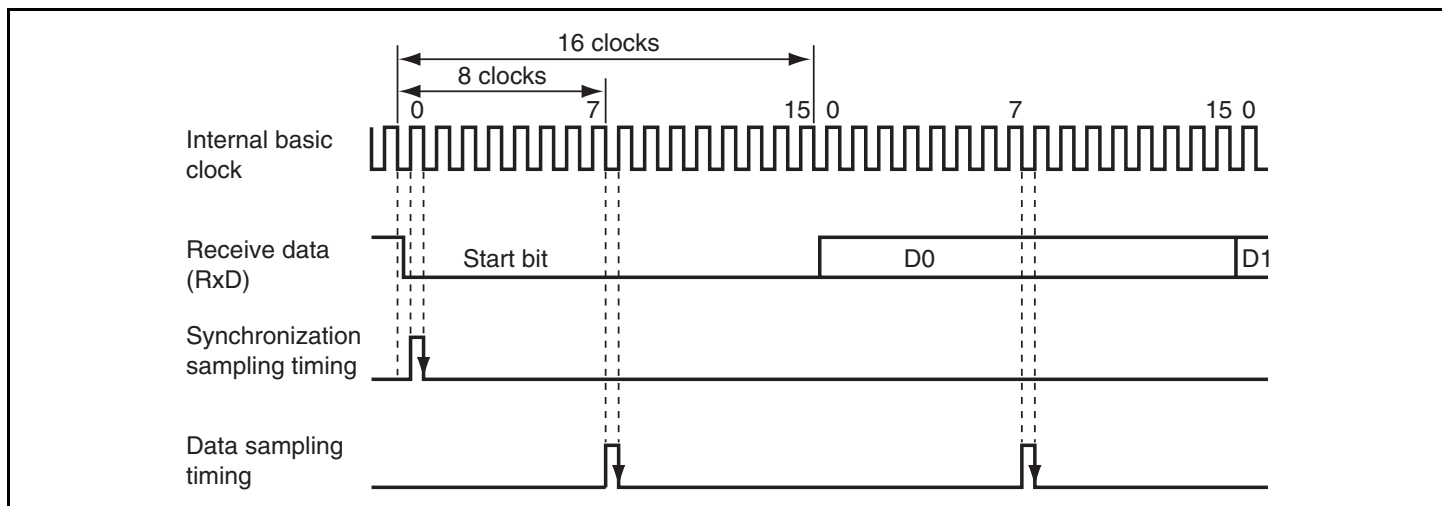 16 clocks
8 clocks
0 7 15 0 7 15 0
Internal basic
clock
Receive data
(RxD)
Start bit D0 D1
Synchronization
sampling timing
Data sampling
timing